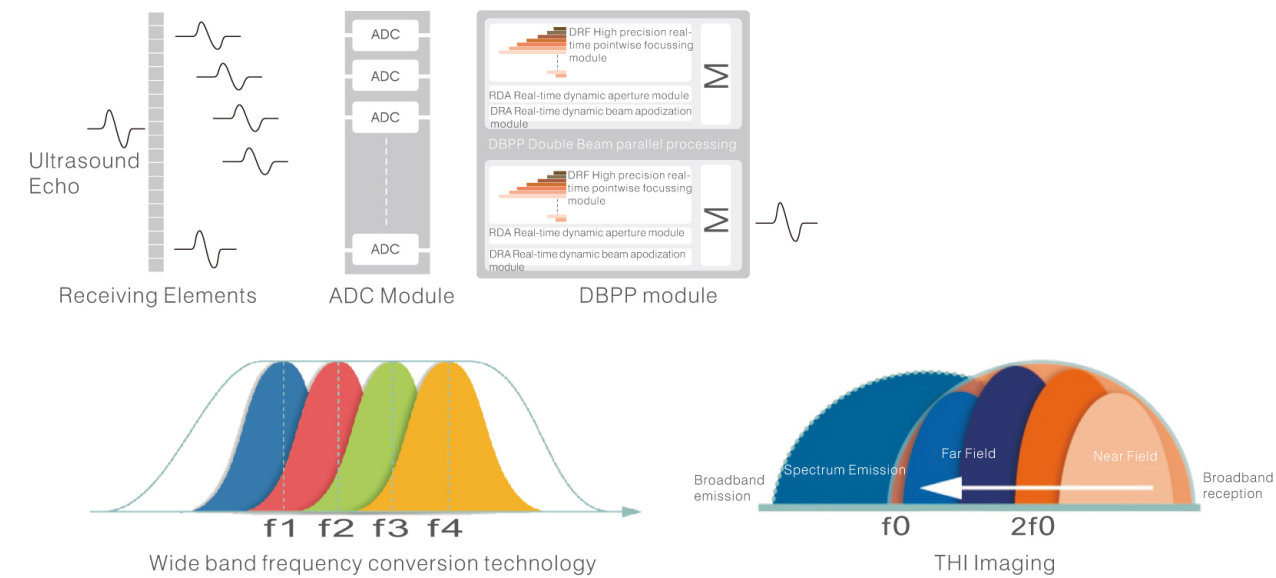 ADC
ADC
ADC
ADC
Ultrasound
Echo
DRF High precision real-
time pointwise focussing
module
RDA Real-time dynamic aperture module
DRA Real-time dynamic beam apodization
module
M
DBPP Double Beam parallel processing
DRF High precision real-
time pointwise focussing
module
RDA Real-time dynamic aperture module
DRA Real-time dynamic beam apodization
module
M
Receiving Elements
ADC Module
DBPP module
f1 f2 f3 f4
Wide band frequency conversion technology
Broadband
emission
Spectrum Emission
Far Field
Near Field
Broadband
reception
f0
2f0
THI Imaging